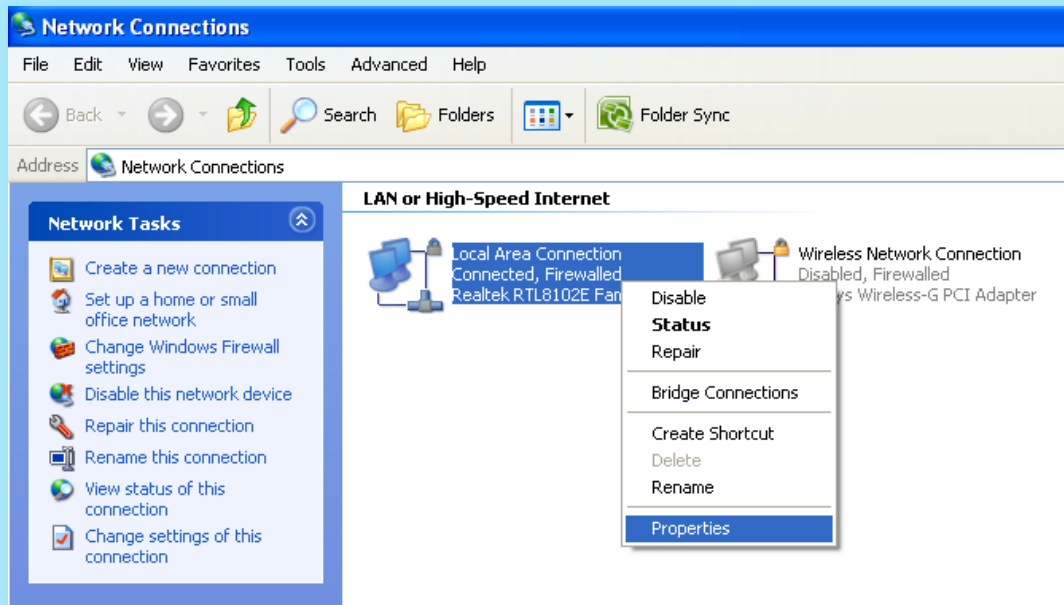 Network Connections
File Edit View Favorites Tools Advanced Help
Back Search Folders Folder Sync
Address Network Connections
Network Tasks
Create a new connection
Set up a home or small
office network
Change Windows Firewall
settings
Disable this network device
Repair this connection
Rename this connection
View status of this
connection
Change settings of this
connection
LAN or High-Speed Internet
Local Area Connection
Connected, Firewalled
Realtek RTL8102E Fan
Wireless Network Connection
Disabled, Firewalled
Wireless-G PCI Adapter
Disable
Status
Repair
Bridge Connections
Create Shortcut
Delete
Rename
Properties